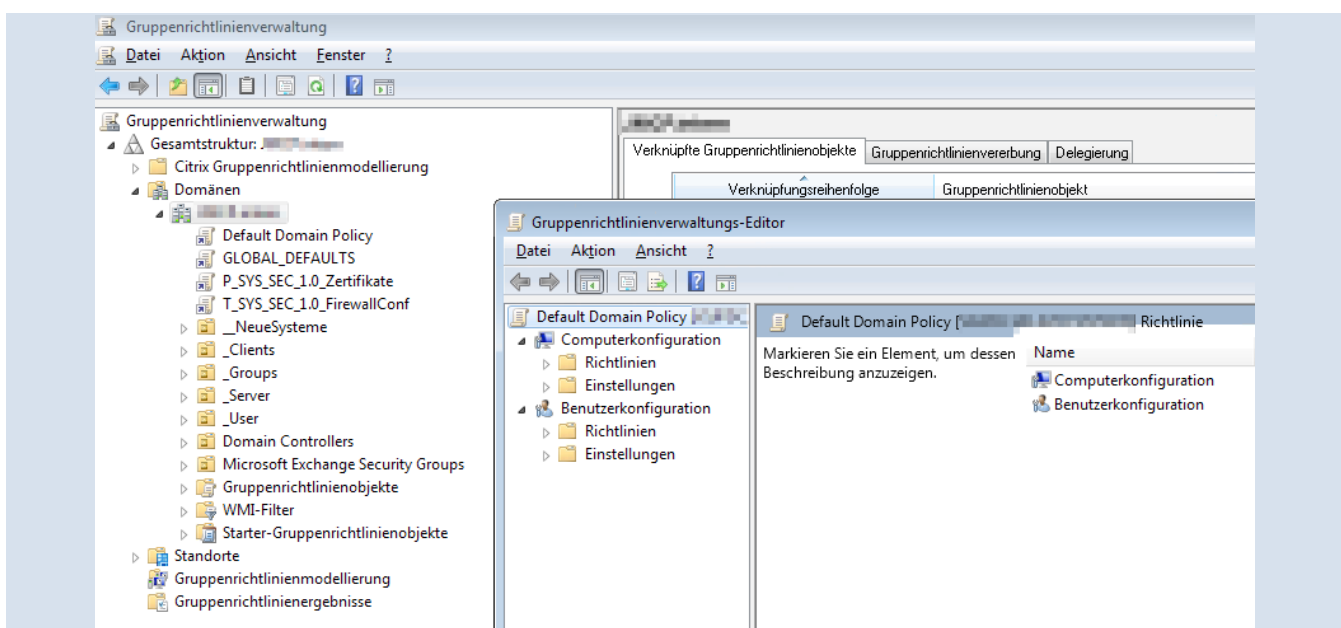 Gruppenrichtlinienverwaltung
Datei Aktion Ansicht Fenster ?
Gruppenrichtlinienverwaltung
Gesamtstruktur:
Citrix Gruppenrichtlinienmodellierung
Domänen
Default Domain Policy
GLOBAL_DEFAULTS
P_SYS_SEC_1.0_Zertifikate
T_SYS_SEC_1.0_FirewallConf
__NeueSysteme
_Clients
_Groups
_Server
_User
Domain Controllers
Microsoft Exchange Security Groups
Gruppenrichtlinienobjekte
WMI-Filter
Starter-Gruppenrichtlinienobjekte
Standorte
Gruppenrichtlinienmodellierung
Gruppenrichtlinienergebnisse
Verknüpfte Gruppenrichtlinienobjekte Gruppenrichtlinienvererbung Delegierung
Verknüpfungsreihenfolge Gruppenrichtlinienobjekt
Gruppenrichtlinienverwaltungs-Editor
Datei Aktion Ansicht ?
Default Domain Policy
Computerkonfiguration
Richtlinien
Einstellungen
Benutzerkonfiguration
Richtlinien
Einstellungen
Default Domain Policy [ Richtlinie
Markieren Sie ein Element, um dessen
Beschreibung anzuzeigen.
Name
Computerkonfiguration
Benutzerkonfiguration